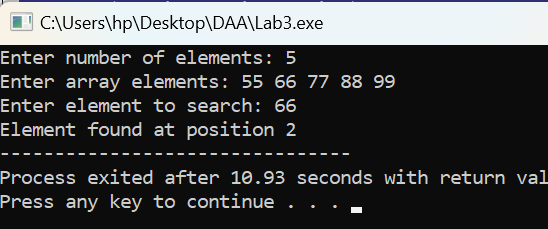 C:\Users\hp\Desktop\DAA\Lab3.exe
Enter number of elements: 5
Enter array elements: 55 66 77 88 99
Enter element to search: 66
Element found at position 2
--------------------------------
Process exited after 10.93 seconds with return val
Press any key to continue . . .